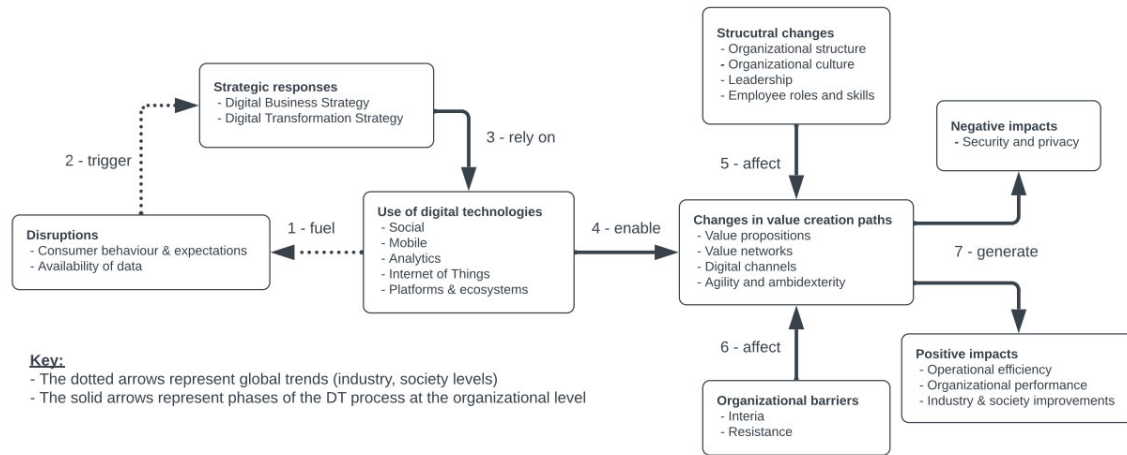 Strucutral changes
- Organizational structure
- Organizational culture
- Leadership
- Employee roles and skills
Strategic responses
- Digital Business Strategy
- Digital Transformation Strategy
2 - trigger
3 - rely on
5 - affect
Negative impacts
- Security and privacy
Disruptions
- Consumer behaviour & expectations
- Availability of data
1 - fuel
Use of digital technologies
- Social
- Mobile
- Analytics
- Internet of Things
- Platforms & ecosystems
4 - enable
Changes in value creation paths
- Value propositions
- Value networks
- Digital channels
- Agility and ambidexterity
7 - generate
6 - affect
Positive impacts
- Operational efficiency
- Organizational performance
- Industry & society improvements
Organizational barriers
- Interia
- Resistance
Key:
- The dotted arrows represent global trends (industry, society levels)
- The solid arrows represent phases of the DT process at the organizational level